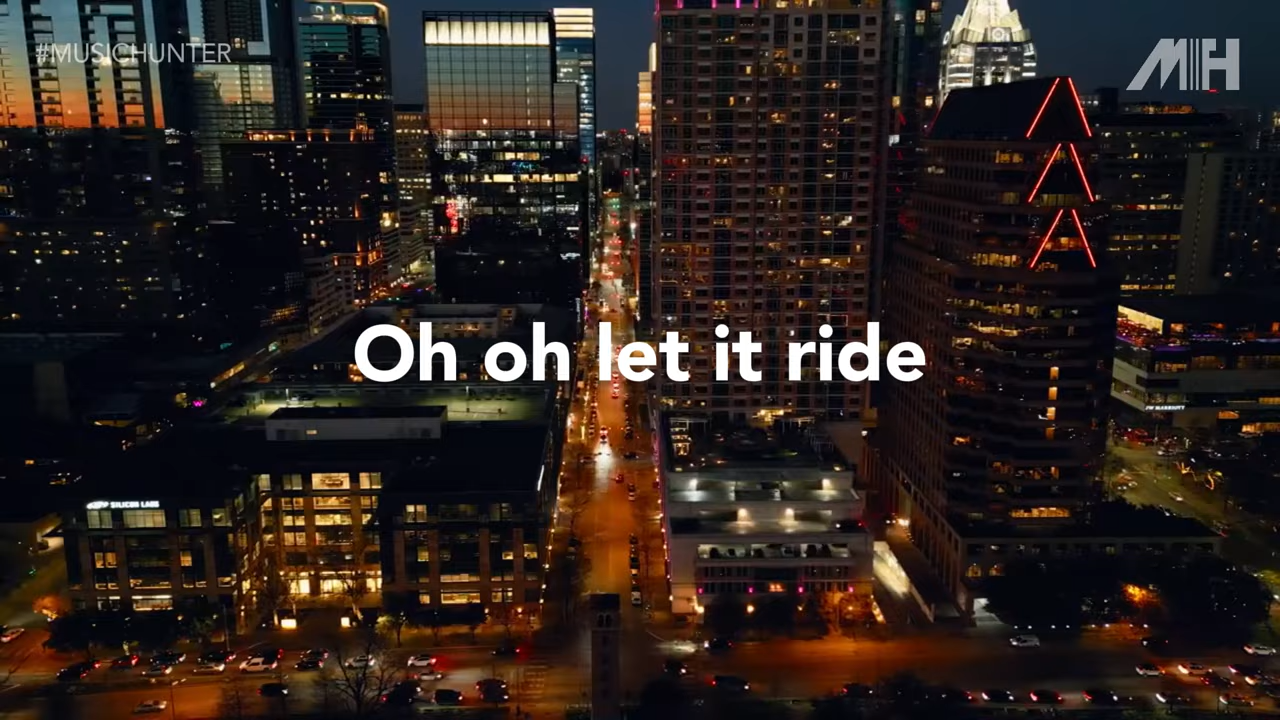 #MUSICHUNTER
MH
Oh oh let it ride
SILICON LABS
JW MARRIOTT